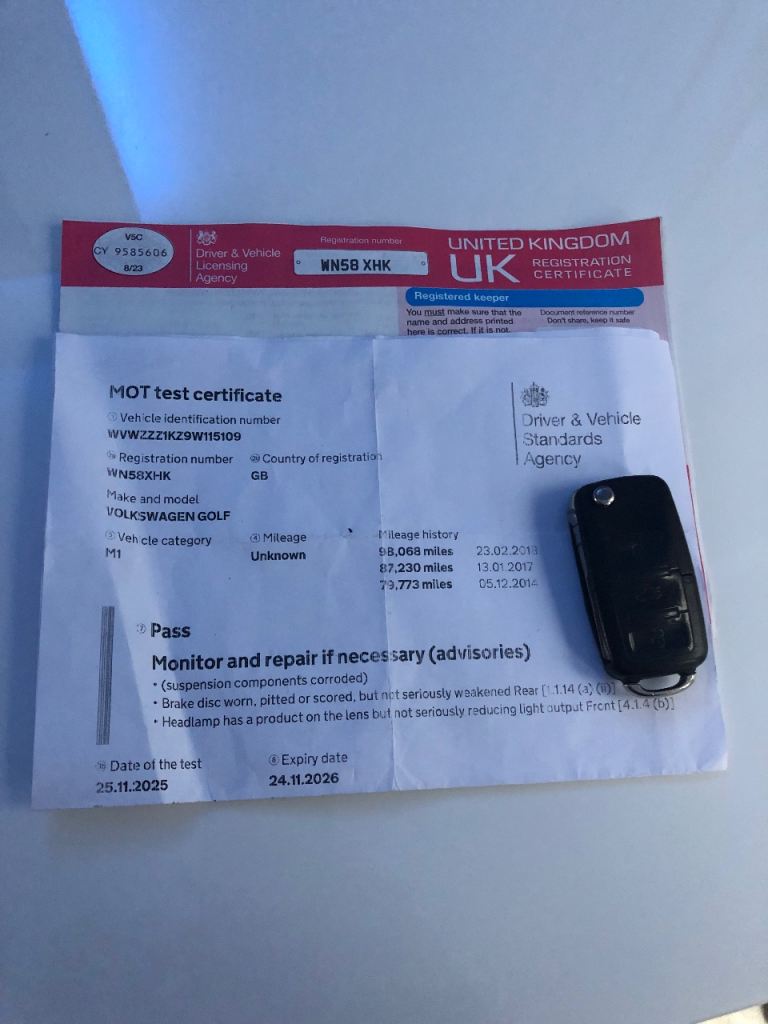 V5C
CY 9585606
8/23
Driver & Vehicle
Licensing
Agency
Registration number
WN58 XHK
UNITED KINGDOM
UK REGISTRATION
CERTIFICATE
Registered keeper
You must make sure that the
name and address printed
here is correct. If it is not,
Document reference number
Don't share, keep it safe
MOT test certificate
Driver & Vehicle
Standards
Agency
① Vehicle identification number
WVWZZZ1KZ9W115109
Registration number
WN58XHK
Country of registration
GB
Make and model
VOLKSWAGEN GOLF
Vehicle category
M1
④ Mileage
Unknown
Mileage history
98,068 miles 23.02.2018
87,230 miles 13.01.2017
79,773 miles 05.12.2014
⑦ Pass
Monitor and repair if necessary (advisories)
• (suspension components corroded)
• Brake disc worn, pitted or scored, but not seriously weakened Rear [1.1.14 (a) (ii)]
• Headlamp has a product on the lens but not seriously reducing light output Front [4.1.4 (b)]
Date of the test
25.11.2025
⑧ Expiry date
24.11.2026